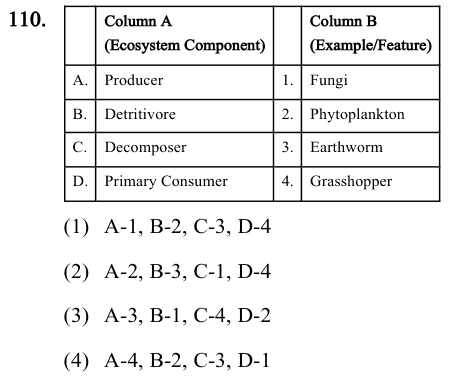 110.
Column A (Ecosystem Component) Column B (Example/Feature)
A. Producer 1. Fungi
B. Detritivore 2. Phytoplankton
C. Decomposer 3. Earthworm
D. Primary Consumer 4. Grasshopper
(1) A-1, B-2, C-3, D-4
(2) A-2, B-3, C-1, D-4
(3) A-3, B-1, C-4, D-2
(4) A-4, B-2, C-3, D-1